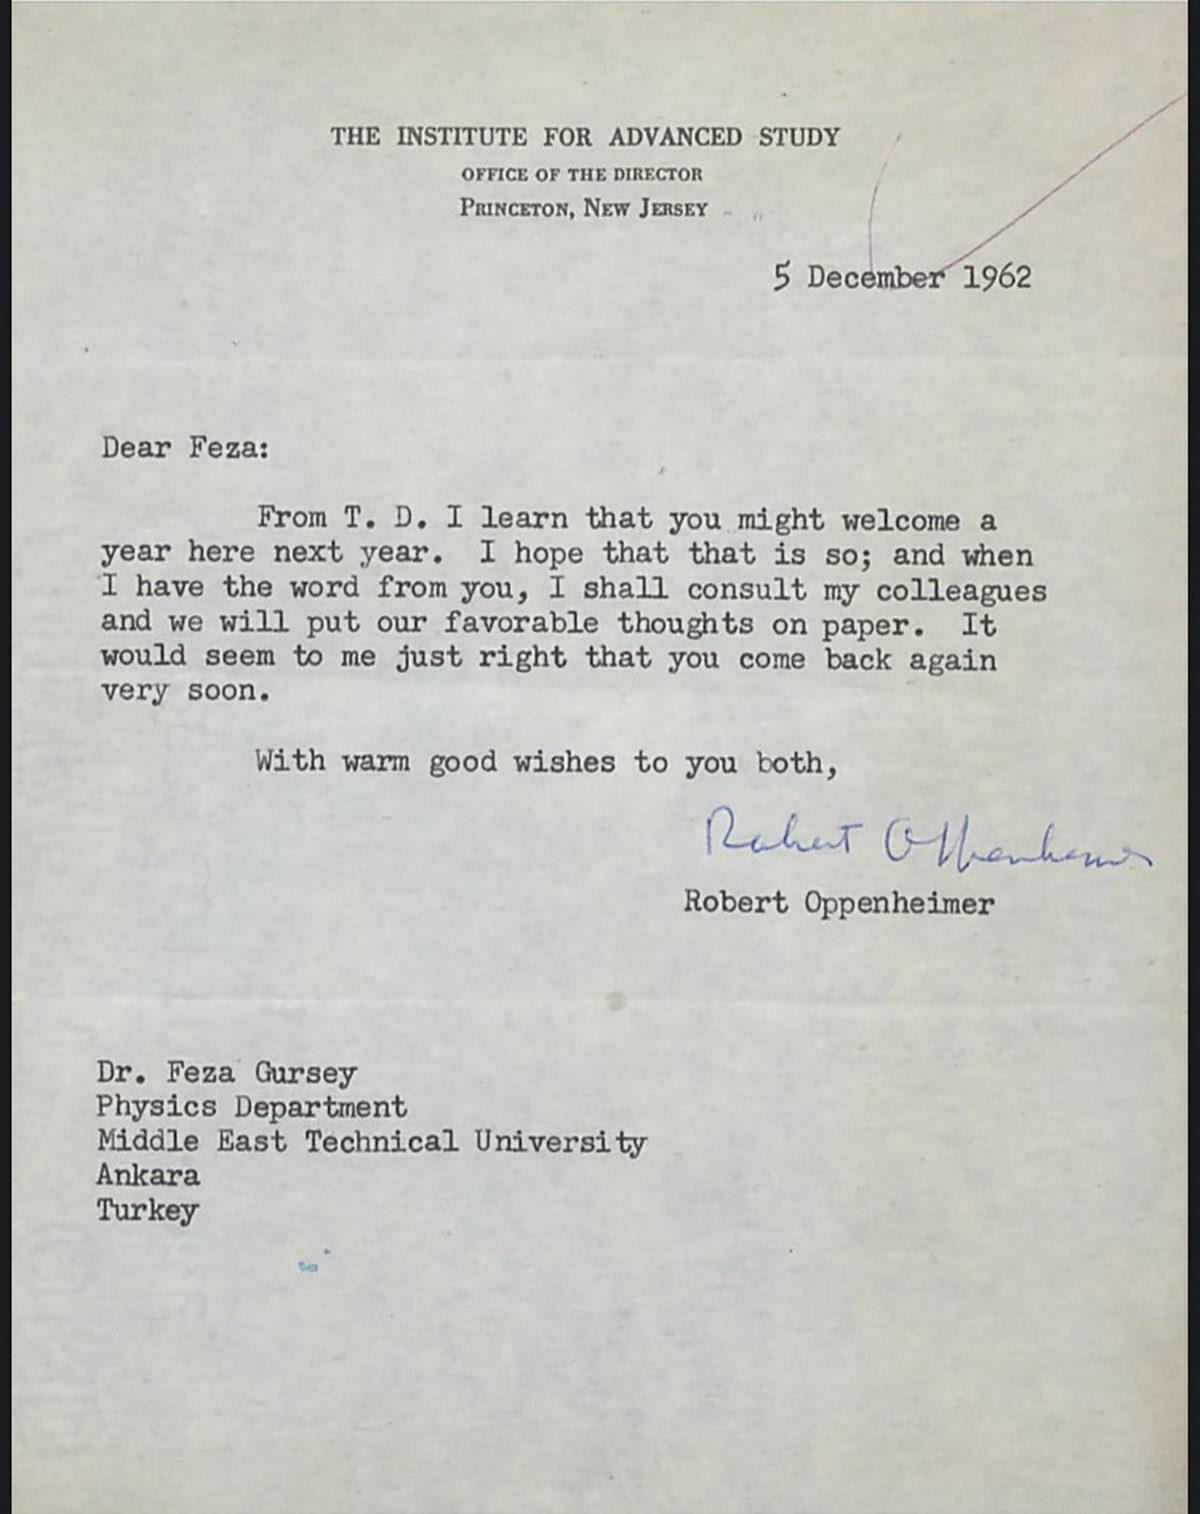 THE INSTITUTE FOR ADVANCED STUDY
OFFICE OF THE DIRECTOR
PRINCETON, NEW JERSEY
5 December 1962
Dear Feza:
From T. D. I learn that you might welcome a
year here next year. I hope that that is so; and when
I have the word from you, I shall consult my colleagues
and we will put our favorable thoughts on paper. It
would seem to me just right that you come back again
very soon.
With warm good wishes to you both,
Robert Oppenheimer
Robert Oppenheimer
Dr. Feza Gursey
Physics Department
Middle East Technical University
Ankara
Turkey